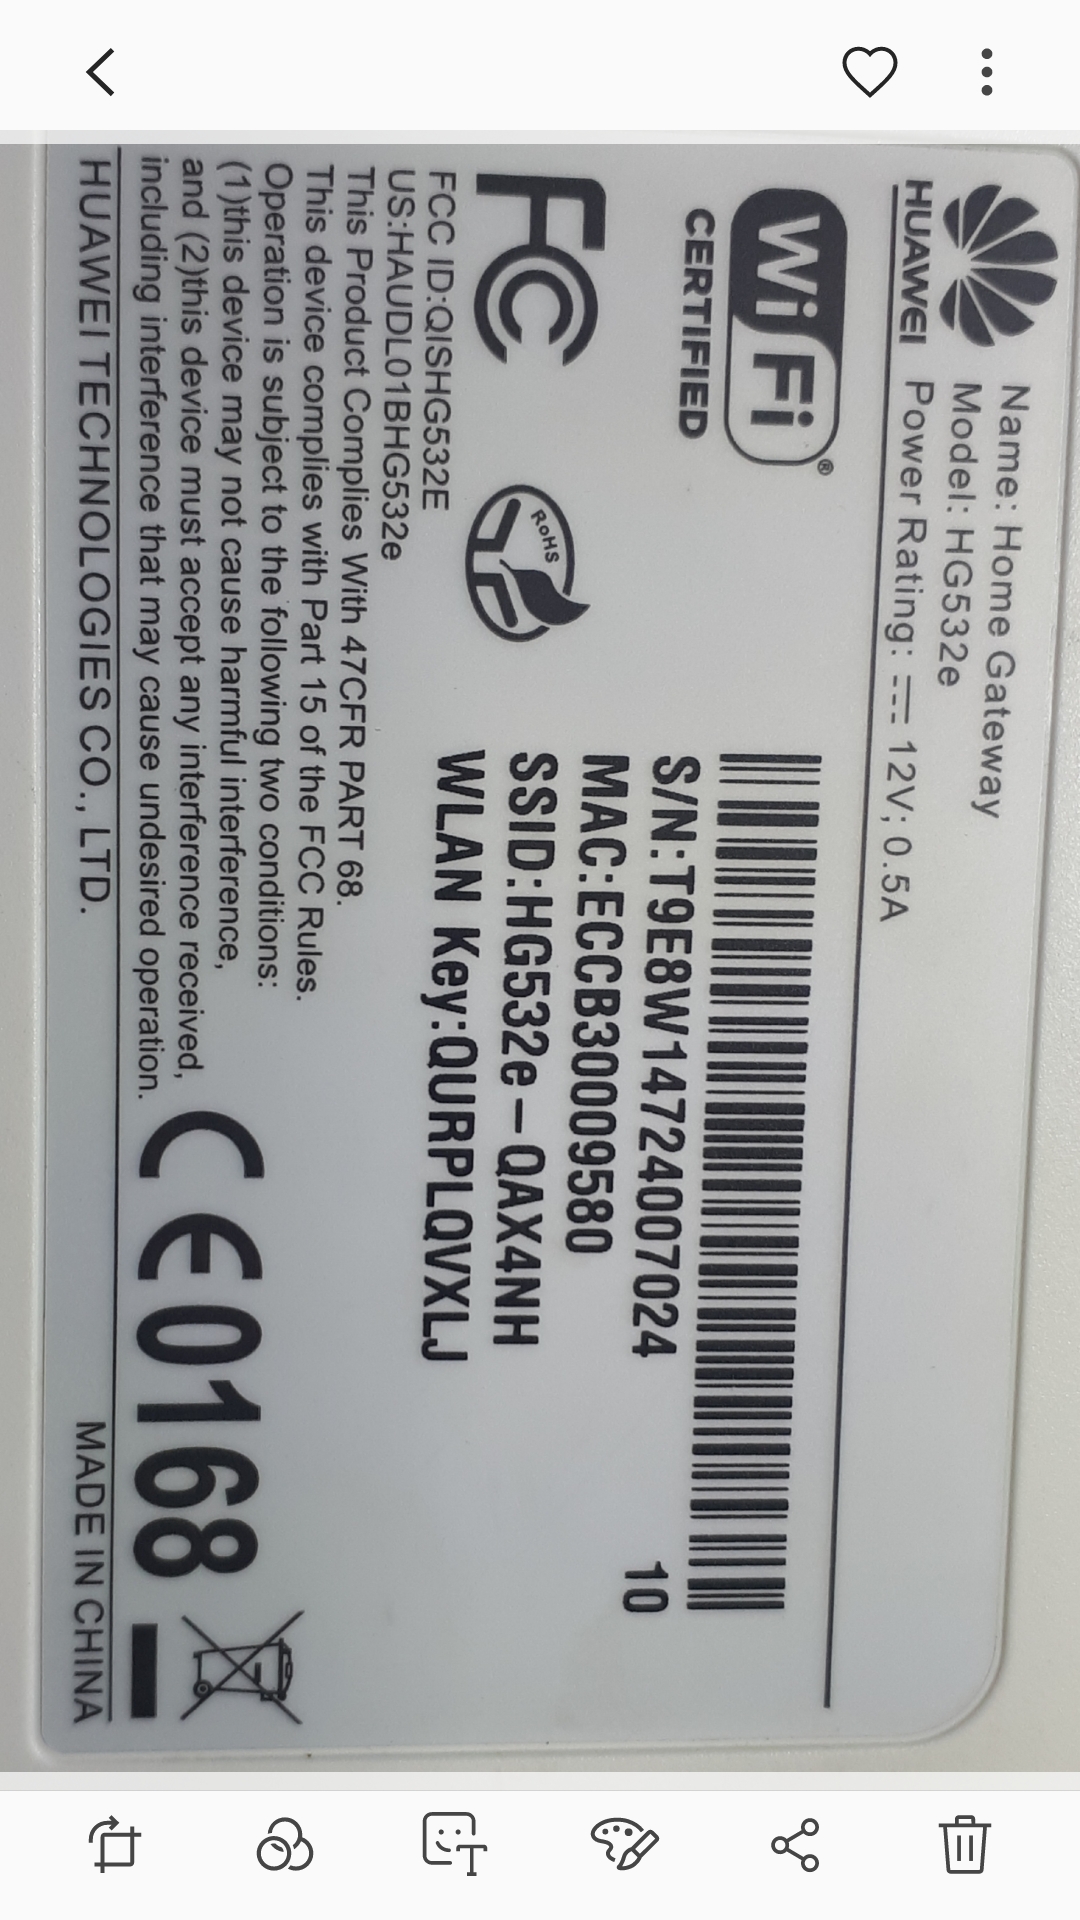 HUAWEI
Name: Home Gateway
Model: HG532e
Power Rating: ⎓ 12V; 0.5A
Wi Fi®
CERTIFIED
S/N:T9E8W14724007024
10
MAC:ECCB30009580
SSID:HG532e-QAX4NH
WLAN Key:QURPLQVXLJ
FC
RoHS
FCC ID:QISHG532E
US:HAUDL01BHG532e
This Product Complies With 47CFR PART 68.
This device complies with Part 15 of the FCC Rules.
Operation is subject to the following two conditions:
(1)this device may not cause harmful interference,
and (2)this device must accept any interference received,
including interference that may cause undesired operation.
CE0168
HUAWEI TECHNOLOGIES CO., LTD.
MADE IN CHINA